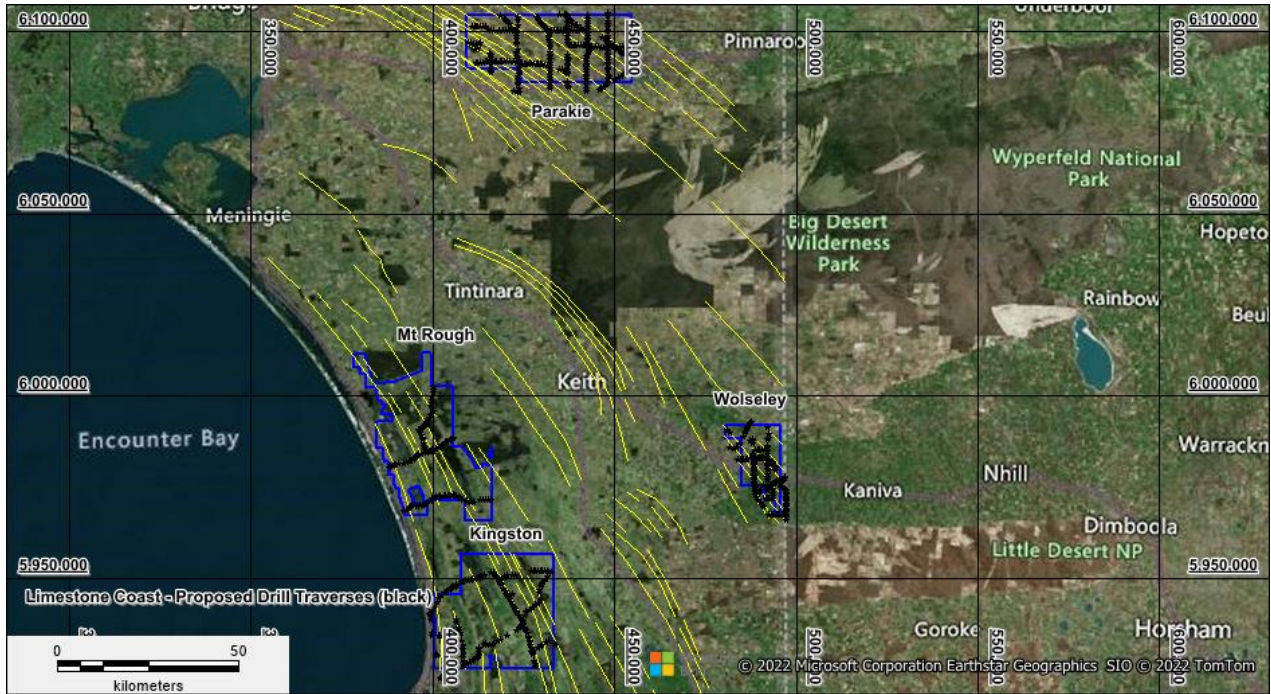 Underbool
6.100.000
6.100.000
350.000
400.000
450.000
500.000
550.000
600.000
Pinnaroo
Parakie
Wyperfeld National
Park
6.050.000
6.050.000
Meningie
Big Desert
Wilderness
Park
Hopeto
Tintinara
Rainbow
Beul
Mt Rough
6.000.000
6.000.000
Keith
Wolseley
Encounter Bay
Warrackn
Nhill
Kaniva
Dimboola
Kingston
Little Desert NP
5.950.000
5.950.000
Limestone Coast - Proposed Drill Traverses (black)
Goroke
Horsham
400.000
450.000
500.000
550.000
600.000
0 50
kilometers
© 2022 Microsoft Corporation Earthstar Geographics SIO © 2022 TomTom